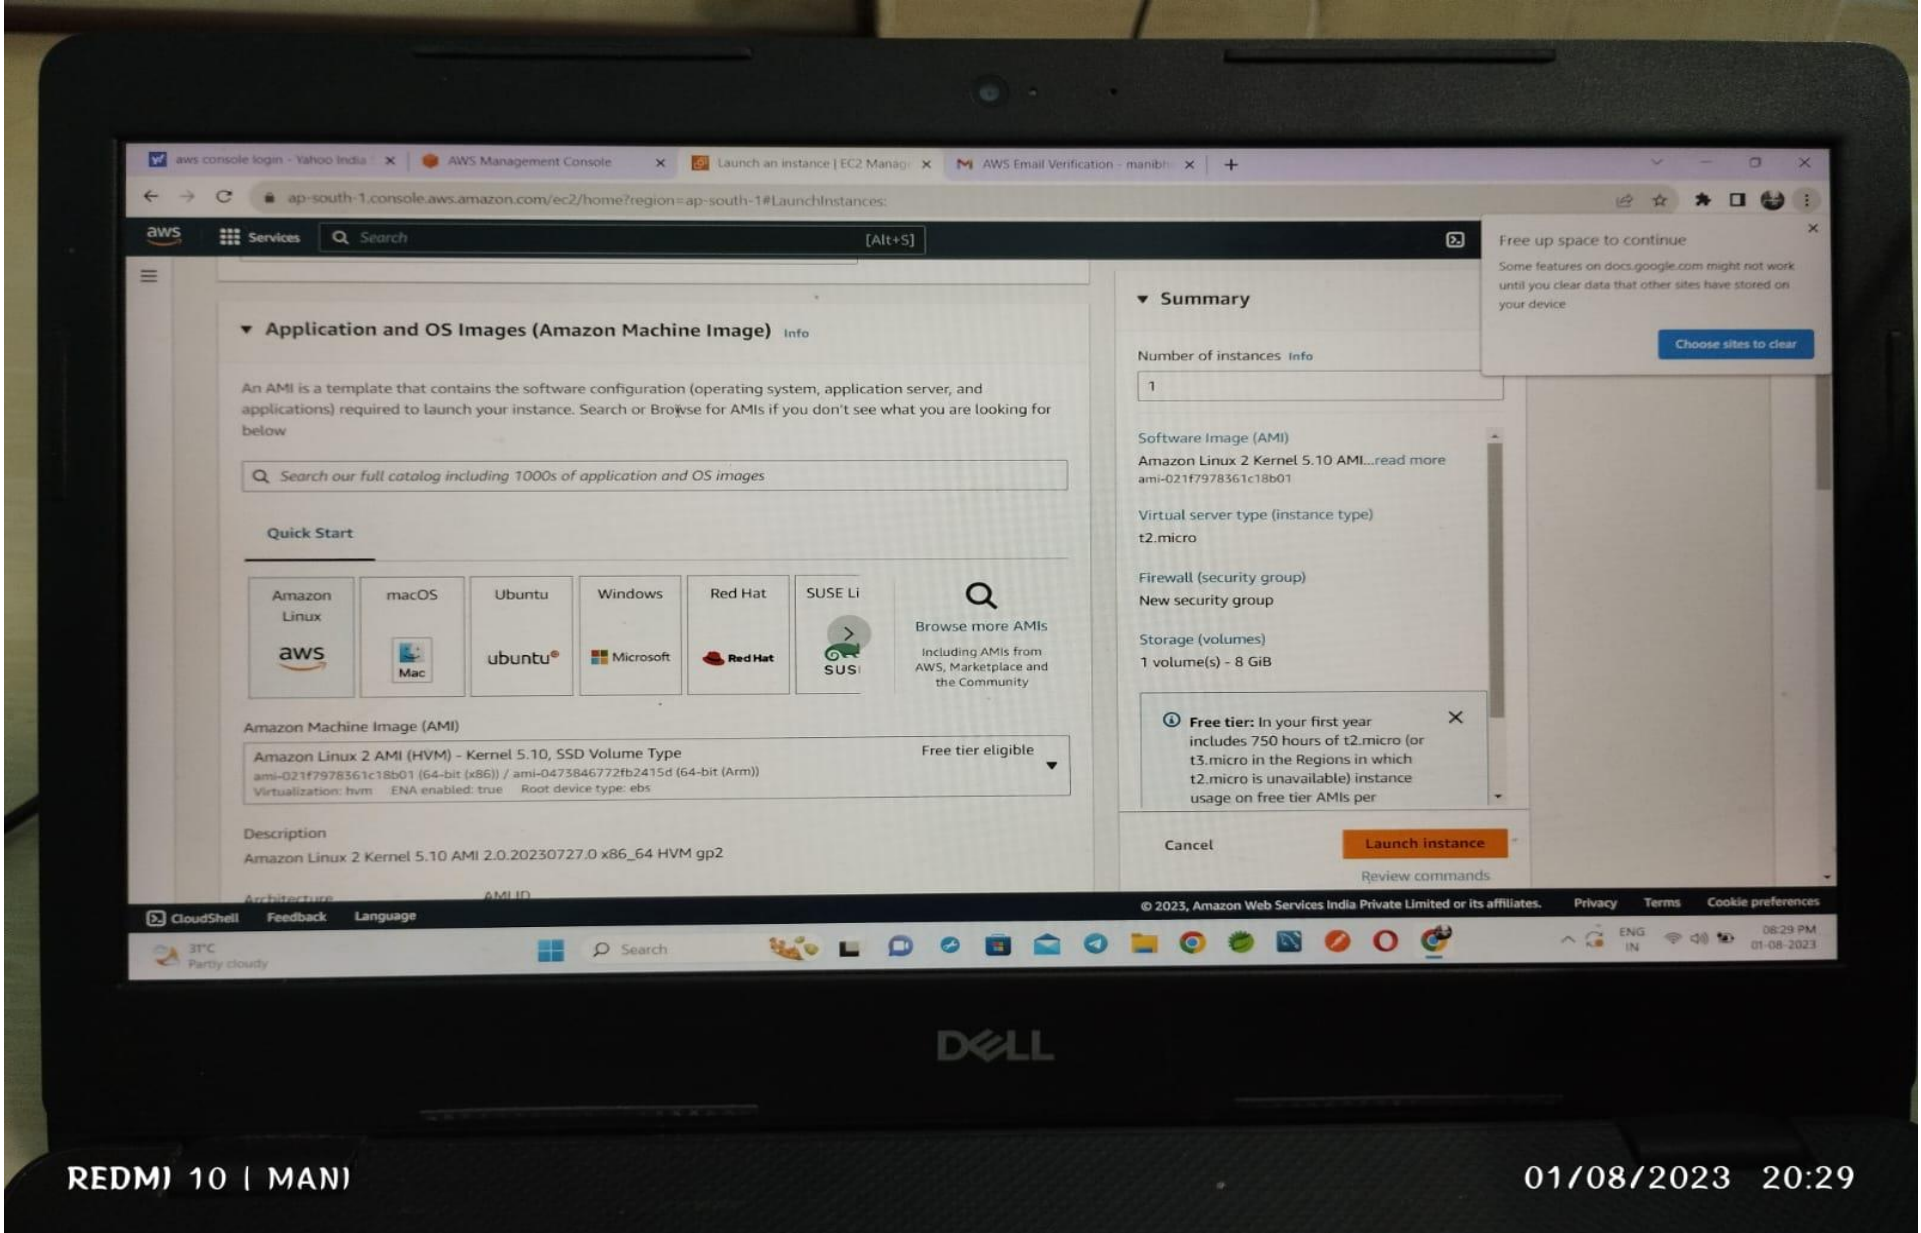 aws console login - Yahoo India
AWS Management Console
Launch an instance | EC2 Manag
AWS Email Verification - manibh
ap-south-1.console.aws.amazon.com/ec2/home?region=ap-south-1#LaunchInstances:
aws
Services
Search
[Alt+S]
Free up space to continue
Some features on docs.google.com might not work
until you clear data that other sites have stored on
your device
Choose sites to clear
Application and OS Images (Amazon Machine Image) Info
An AMI is a template that contains the software configuration (operating system, application server, and
applications) required to launch your instance. Search or Browse for AMIs if you don't see what you are looking for
below
Search our full catalog including 1000s of application and OS images
Quick Start
Amazon
Linux
aws
macOS
Mac
Ubuntu
ubuntu
Windows
Microsoft
Red Hat
Red Hat
SUSE Li
SUS
Browse more AMIs
Including AMIs from
AWS, Marketplace and
the Community
Amazon Machine Image (AMI)
Amazon Linux 2 AMI (HVM) - Kernel 5.10, SSD Volume Type
Free tier eligible
ami-021f7978361c18b01 (64-bit (x86)) / ami-0473846772fb2415d (64-bit (Arm))
Virtualization: hvm ENA enabled: true Root device type: ebs
Description
Amazon Linux 2 Kernel 5.10 AMI 2.0.20230727.0 x86_64 HVM gp2
Architecture
AMI ID
Summary
Number of instances Info
1
Software Image (AMI)
Amazon Linux 2 Kernel 5.10 AMI...read more
ami-021f7978361c18b01
Virtual server type (instance type)
t2.micro
Firewall (security group)
New security group
Storage (volumes)
1 volume(s) - 8 GiB
Free tier: In your first year
includes 750 hours of t2.micro (or
t3.micro in the Regions in which
t2.micro is unavailable) instance
usage on free tier AMIs per
Cancel
Launch instance
Review commands
CloudShell
Feedback
Language
© 2023, Amazon Web Services India Private Limited or its affiliates.
Privacy
Terms
Cookie preferences
31°C
Partly cloudy
Search
ENG
IN
08:29 PM
01-08-2023
DELL
REDMI 10 | MANI
01/08/2023 20:29